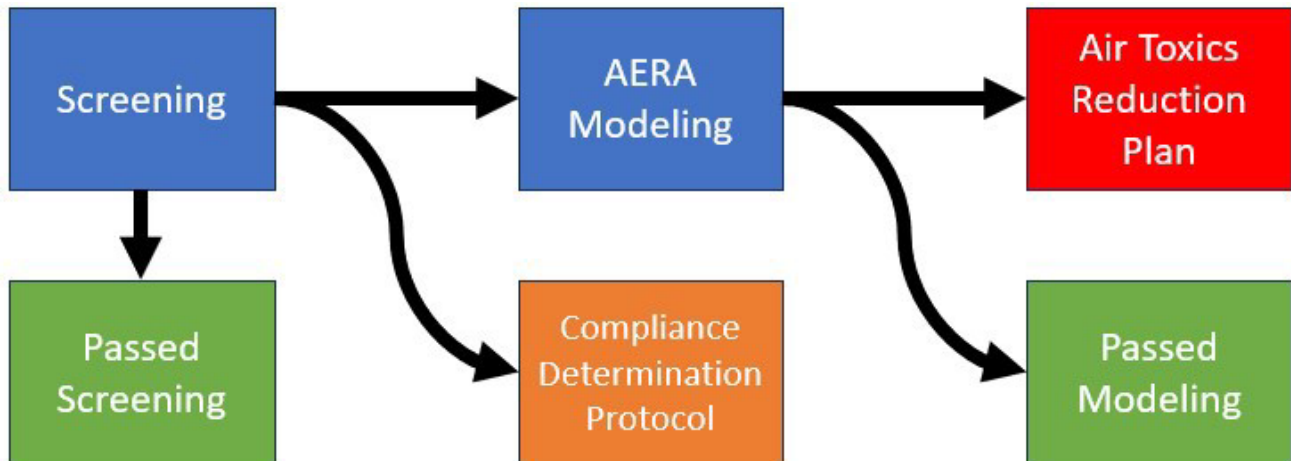 Screening
AERA
Modeling
Air Toxics
Reduction
Plan
Passed
Screening
Compliance
Determination
Protocol
Passed
Modeling